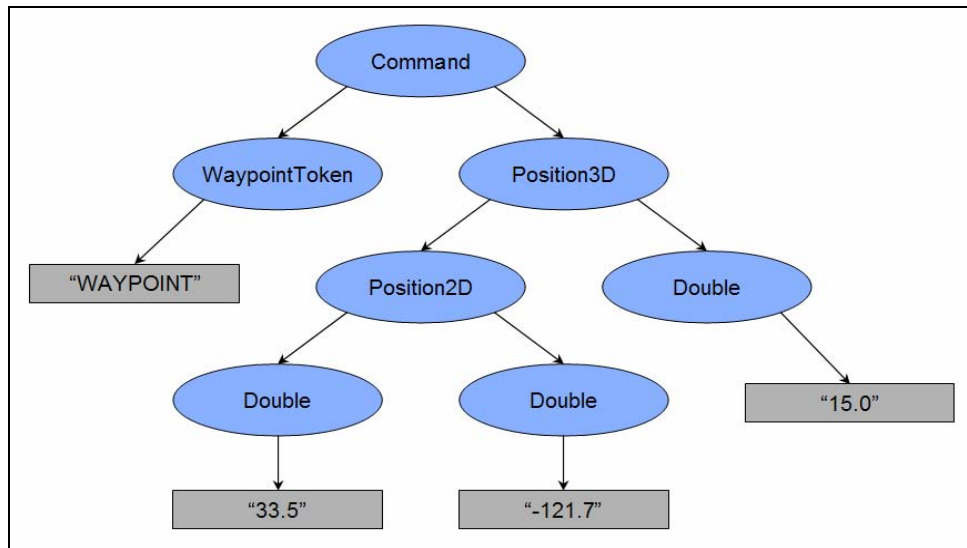 Command
WaypointToken
Position3D
“WAYPOINT”
Position2D
Double
Double
Double
“15.0”
“33.5”
“-121.7”